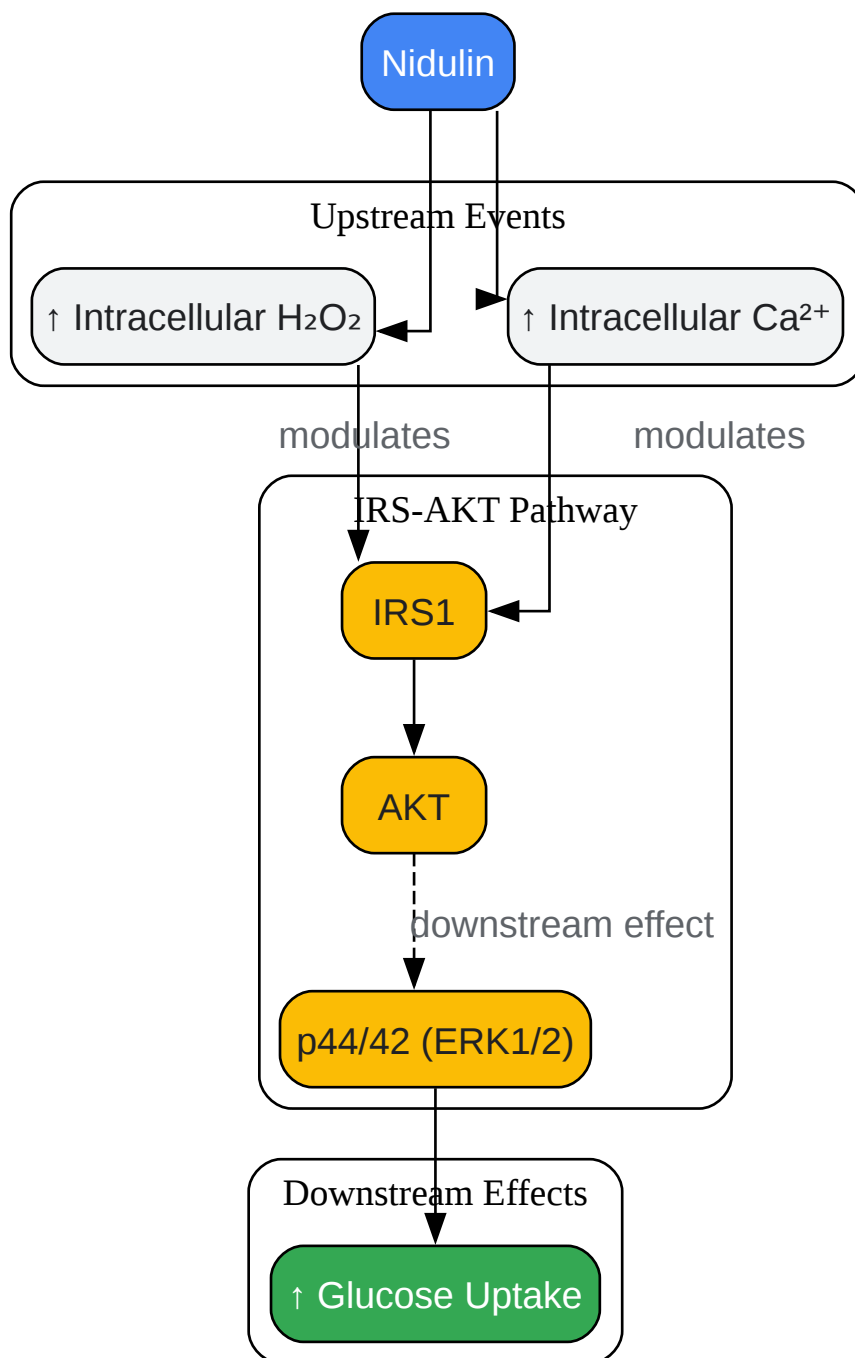 Nidulin
Upstream Events
↑ Intracellular H₂O₂
↑ Intracellular Ca²⁺
modulates
modulates
IRS-AKT Pathway
IRS1
AKT
downstream effect
p44/42 (ERK1/2)
Downstream Effects
↑ Glucose Uptake